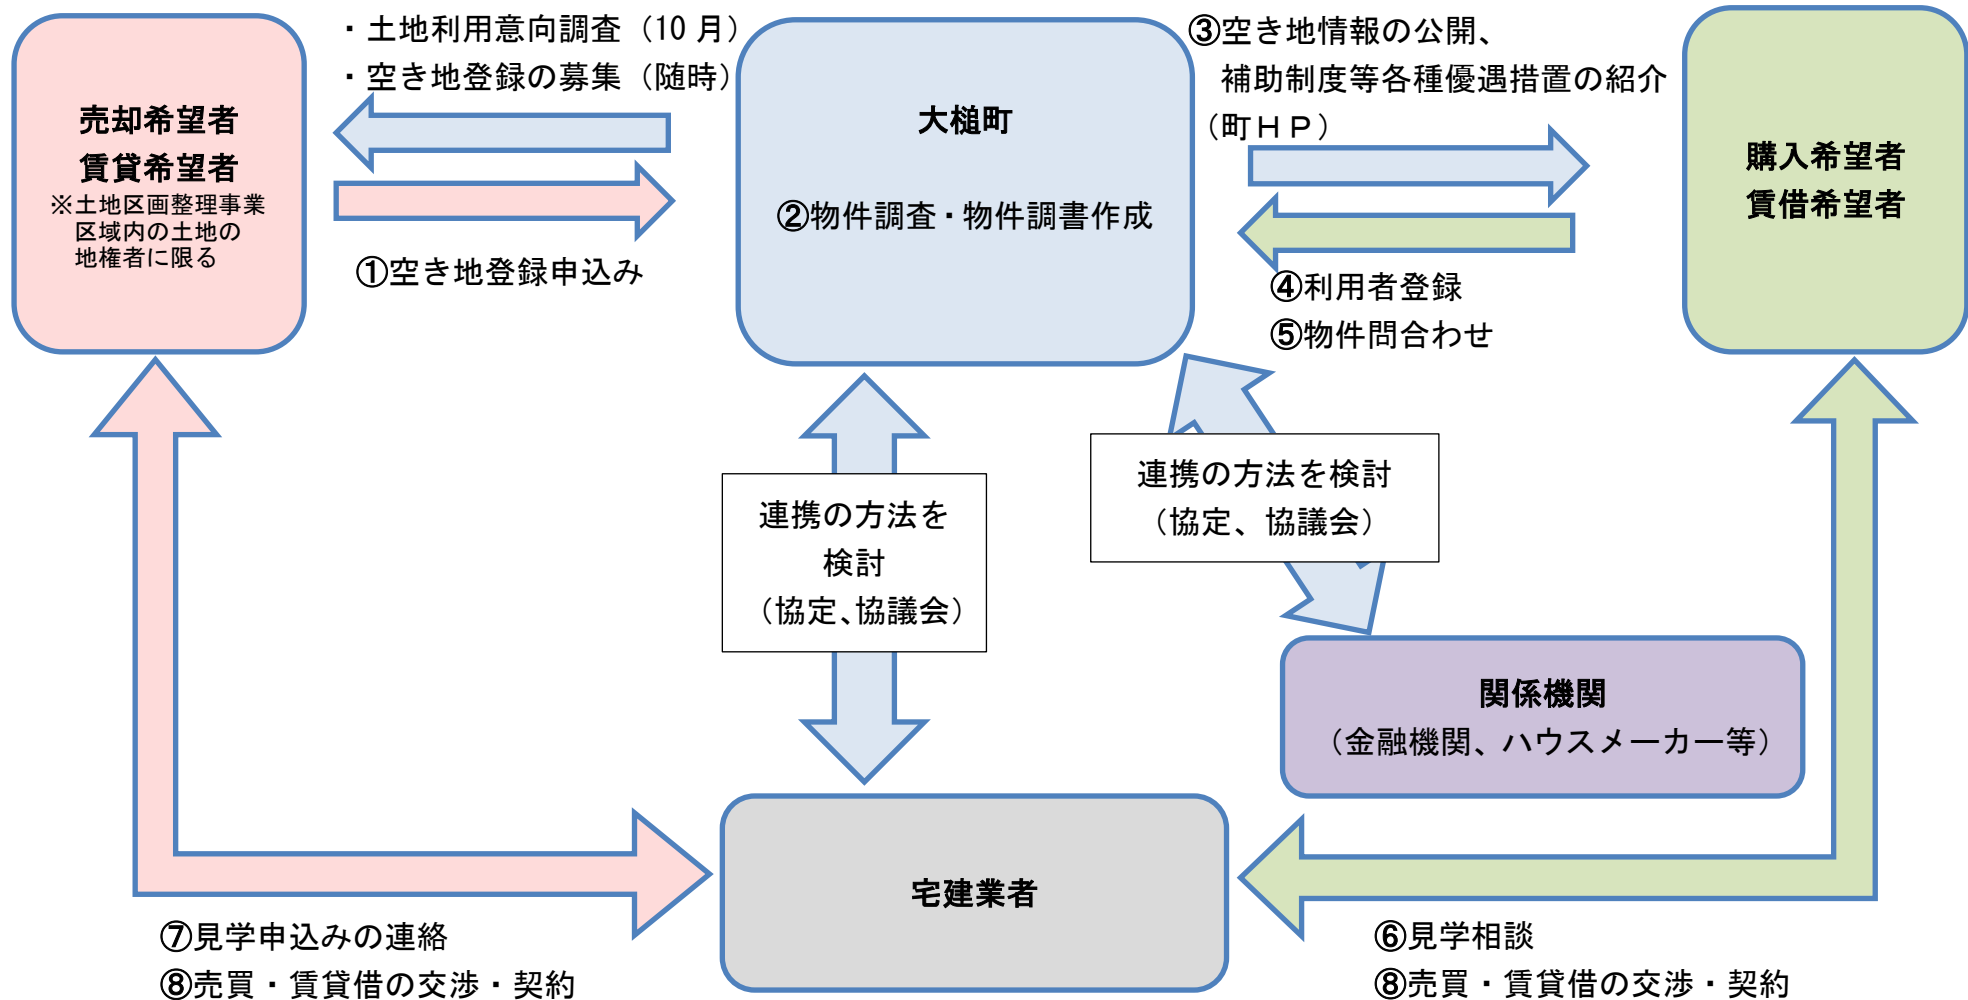 ・土地利用意向調査（10 月）
・空き地登録の募集（随時）
売却希望者
賃貸希望者
※土地区画整理事業
区域内の土地の
地権者に限る
①空き地登録申込み
大槌町
②物件調査・物件調書作成
③空き地情報の公開、
補助制度等各種優遇措置の紹介
（町ＨＰ）
購入希望者
賃借希望者
④利用者登録
⑤物件問合わせ
連携の方法を
検討
（協定、協議会）
連携の方法を検討
（協定、協議会）
関係機関
（金融機関、ハウスメーカー等）
宅建業者
⑦見学申込みの連絡
⑧売買・賃貸借の交渉・契約
⑥見学相談
⑧売買・賃貸借の交渉・契約